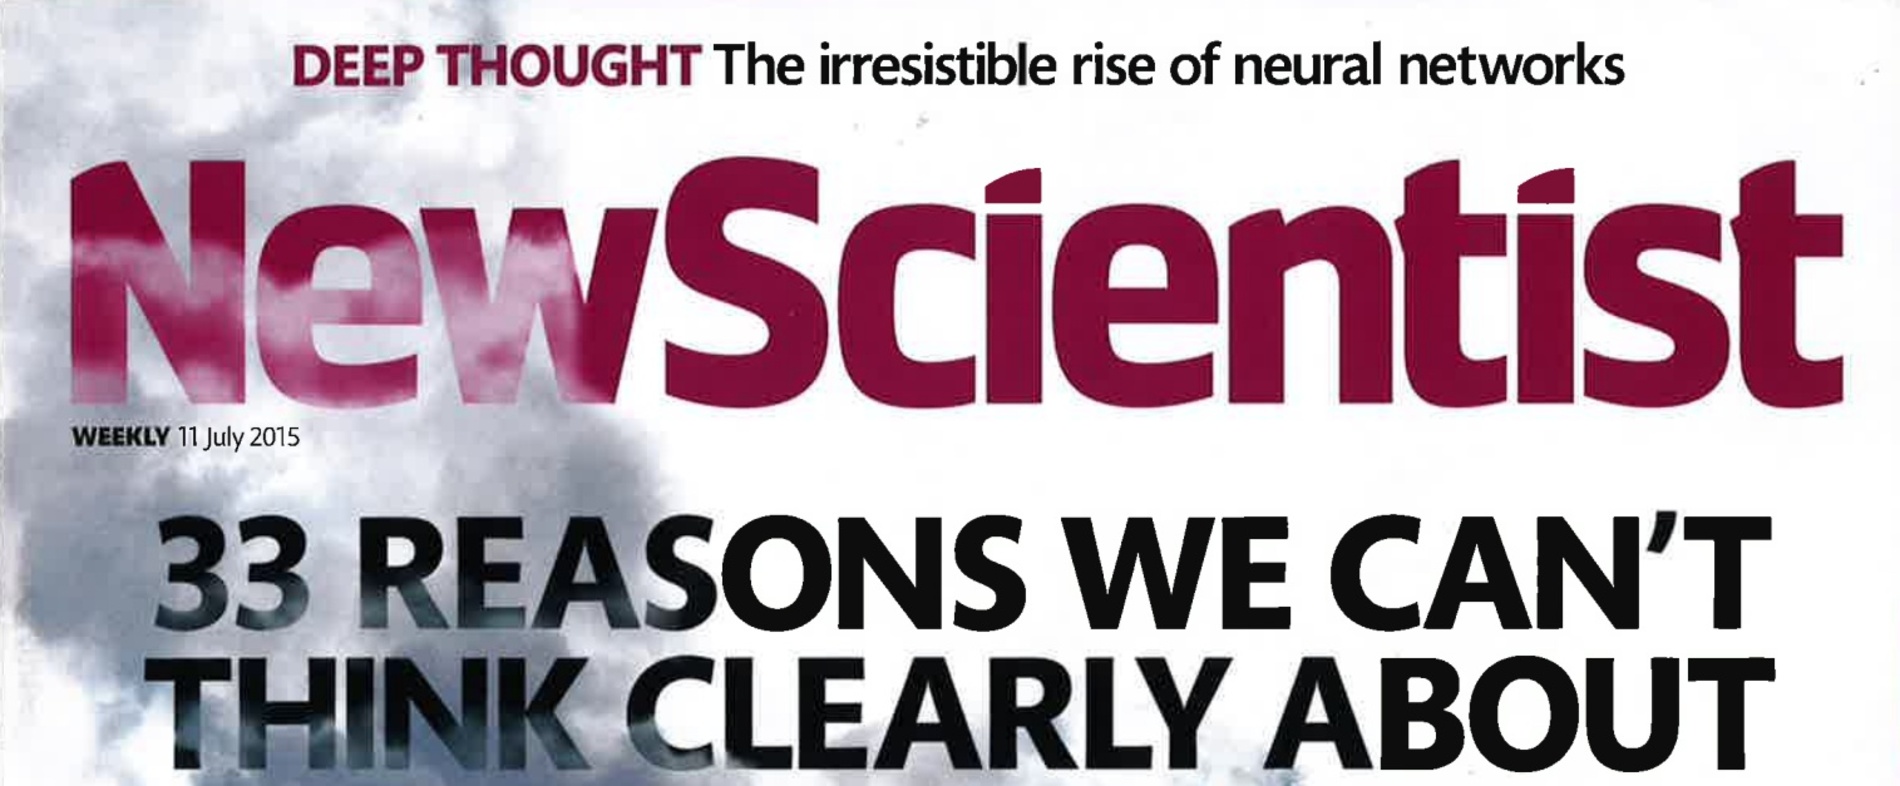 DEEP THOUGHT The irresistible rise of neural networks
NewScientist
WEEKLY 11 July 2015
33 REASONS WE CAN'T
THINK CLEARLY ABOUT